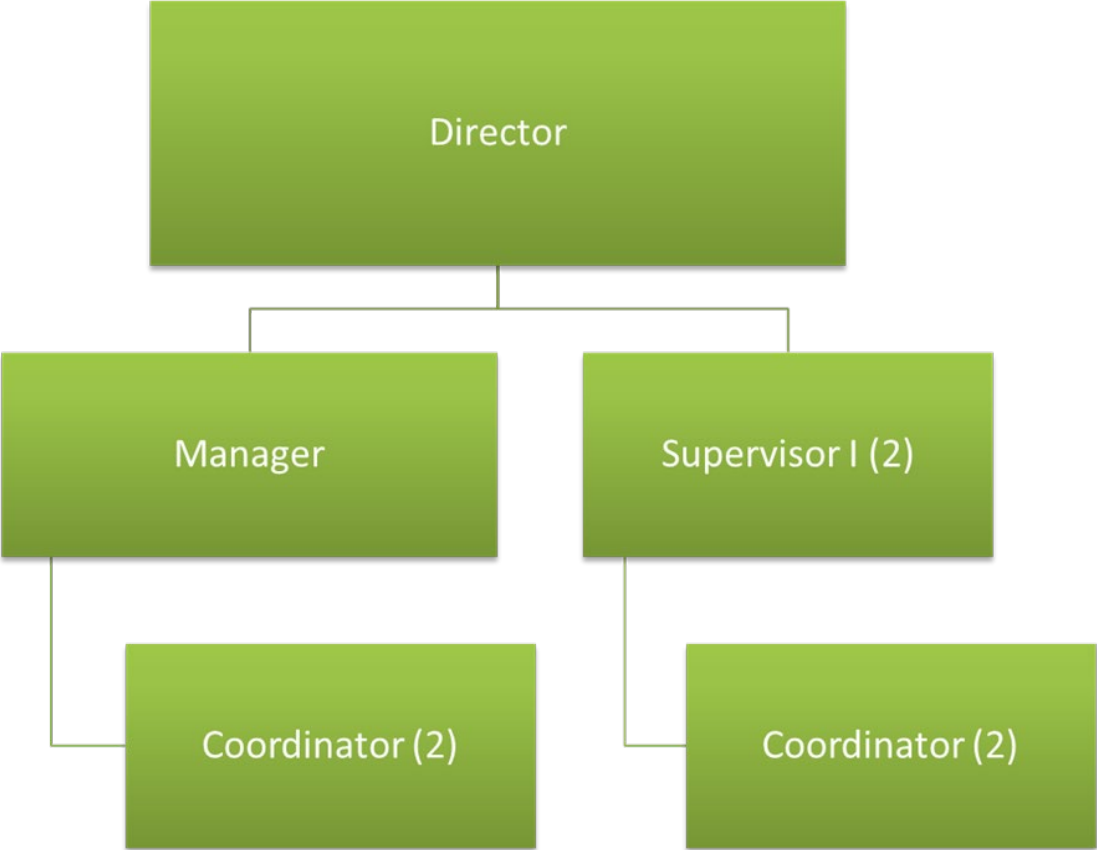 Director
Manager
Supervisor I (2)
Coordinator (2)
Coordinator (2)